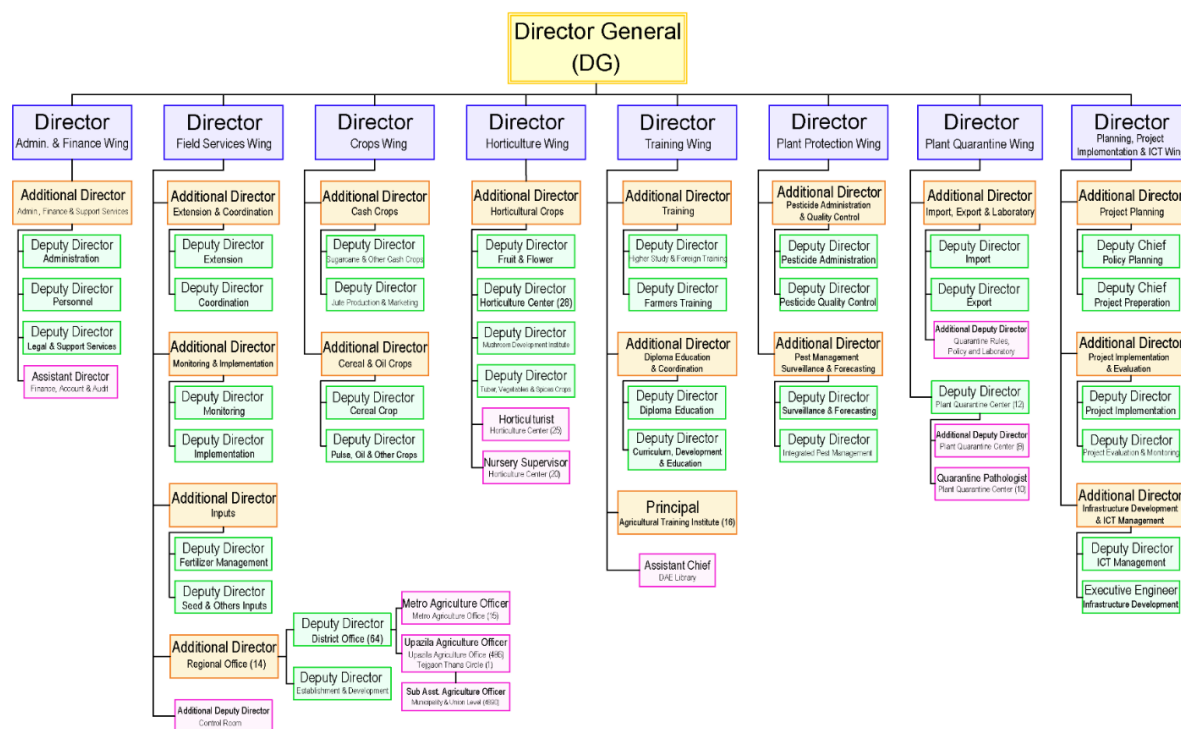 Director General
(DG)
Director
Admin. & Finance Wing
Additional Director
Admin., Finance & Support Services
Deputy Director
Administration
Deputy Director
Personnel
Deputy Director
Legal & Support Services
Assistant Director
Finance, Account & Audit
Director
Field Services Wing
Additional Director
Extension & Coordination
Deputy Director
Extension
Deputy Director
Coordination
Additional Director
Monitoring & Implementation
Deputy Director
Monitoring
Deputy Director
Implementation
Additional Director
Inputs
Deputy Director
Fertilizer Management
Deputy Director
Seed & Others Inputs
Additional Director
Regional Office (14)
Deputy Director
District Office (64)
Metro Agriculture Officer
Metro Agriculture Office (15)
Upazila Agriculture Officer
Upazila Agriculture Office
Tejgaon Thana Circle (1)
Sub Asst. Agriculture Officer
Municipality & Union Level
Deputy Director
Establishment & Development
Additional Deputy Director
Control Room
Director
Crops Wing
Additional Director
Cash Crops
Deputy Director
Sugarcane & Other Cash Crops
Deputy Director
Jute Production & Marketing
Additional Director
Cereal & Oil Crops
Deputy Director
Cereal Crop
Deputy Director
Pulse, Oil & Other Crops
Director
Horticulture Wing
Additional Director
Horticultural Crops
Deputy Director
Fruit & Flower
Deputy Director
Horticulture Center (28)
Deputy Director
Mushroom Development Institute
Deputy Director
Tuber, Vegetables & Spices Crops
Horticulturist
Horticulture Center (25)
Nursery Supervisor
Horticulture Center (20)
Director
Training Wing
Additional Director
Training
Deputy Director
Higher Study & Foreign Training
Deputy Director
Farmers Training
Additional Director
Diploma Education
& Coordination
Deputy Director
Diploma Education
Deputy Director
Curriculum, Development
& Education
Principal
Agricultural Training Institute (16)
Assistant Chief
DAE Library
Director
Plant Protection Wing
Additional Director
Pesticide Administration
& Quality Control
Deputy Director
Pesticide Administration
Deputy Director
Pesticide Quality Control
Additional Director
Pest Management
Surveillance & Forecasting
Deputy Director
Surveillance & Forecasting
Deputy Director
Integrated Pest Management
Director
Plant Quarantine Wing
Additional Director
Import, Export & Laboratory
Deputy Director
Import
Deputy Director
Export
Additional Deputy Director
Quarantine Rules,
Policy and Laboratory
Deputy Director
Plant Quarantine Center (12)
Additional Deputy Director
Plant Quarantine Center
Quarantine Pathologist
Plant Quarantine Center (10)
Director
Planning, Project
Implementation & ICT Win
Additional Director
Project Planning
Deputy Chief
Policy Planning
Deputy Chief
Project Preparation
Additional Director
Project Implementation
& Evaluation
Deputy Director
Project Implementation
Deputy Director
Project Evaluation & Monitoring
Additional Director
Infrastructure Development
& ICT Management
Deputy Director
ICT Management
Executive Engineer
Infrastructure Development